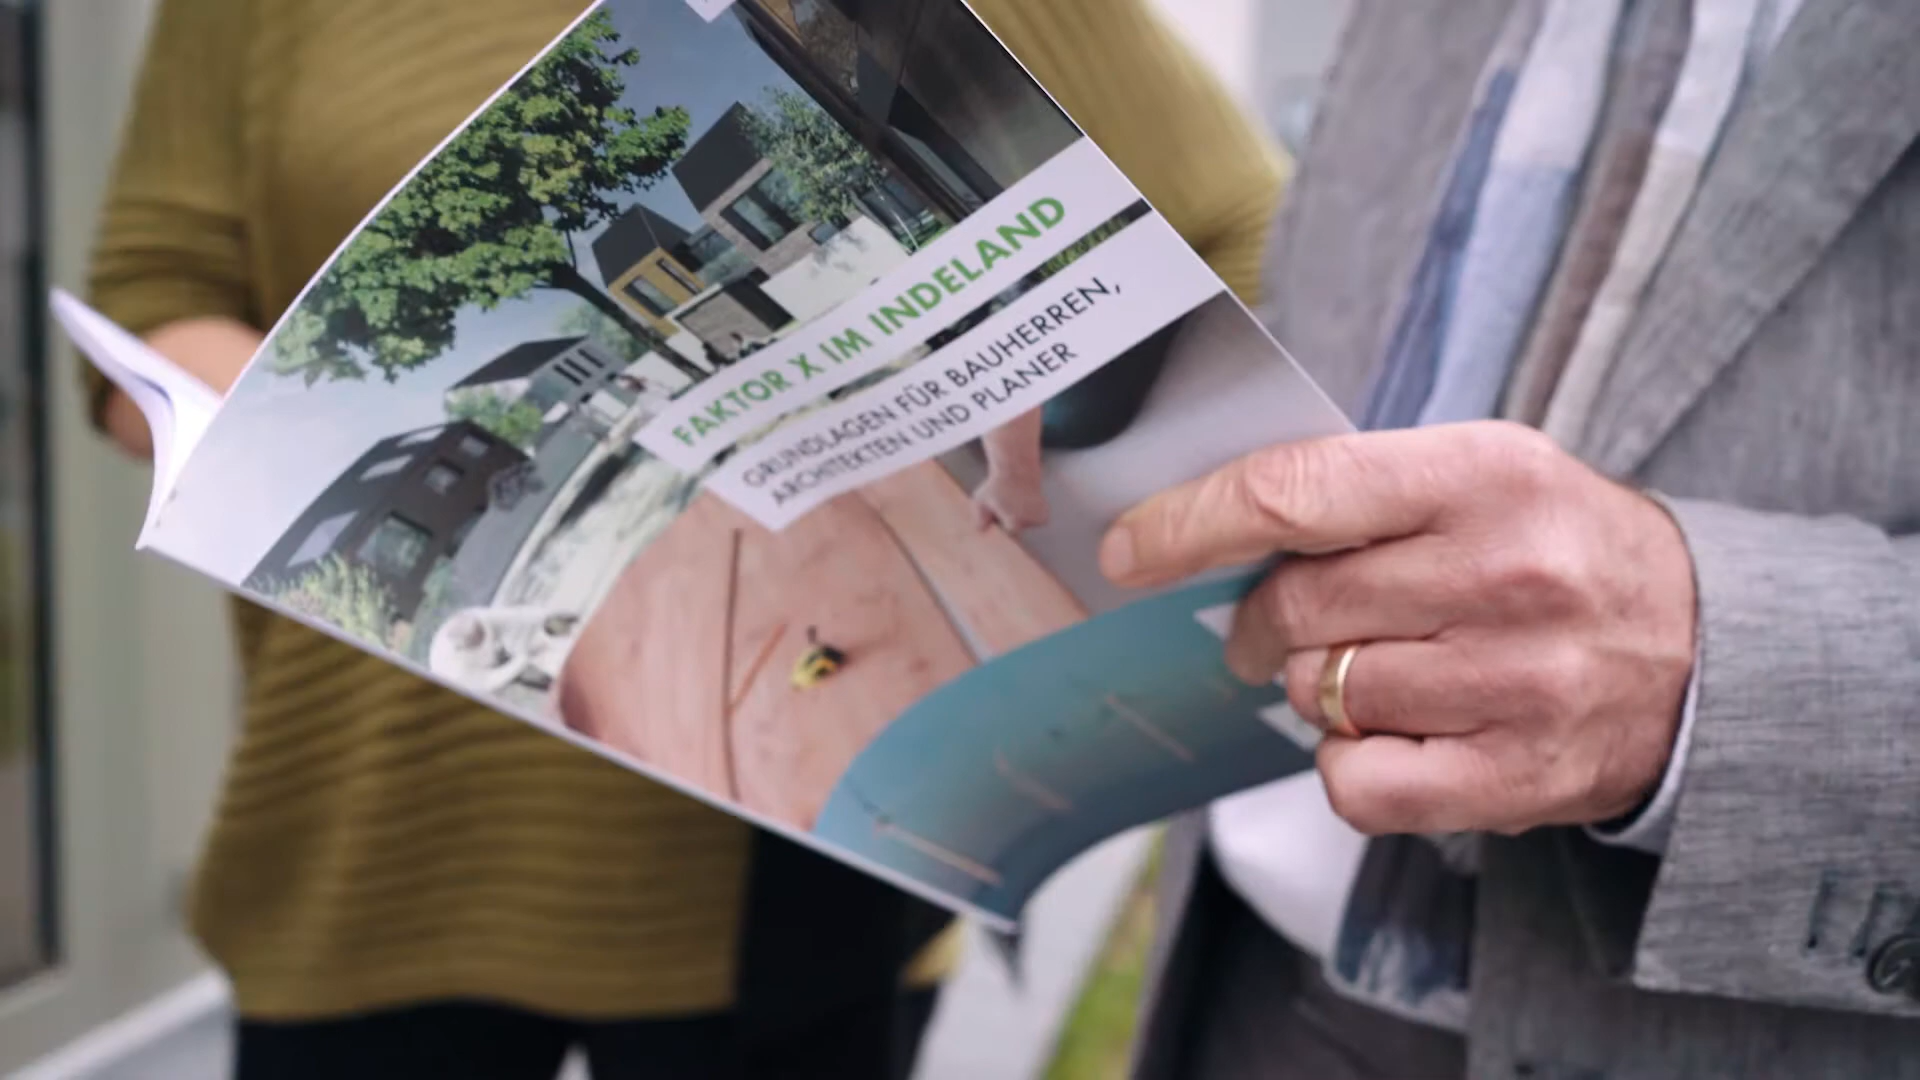 FAKTOR X IM INDELAND
GRUNDLAGEN FÜR BAUHERREN,
ARCHITEKTEN UND PLANER